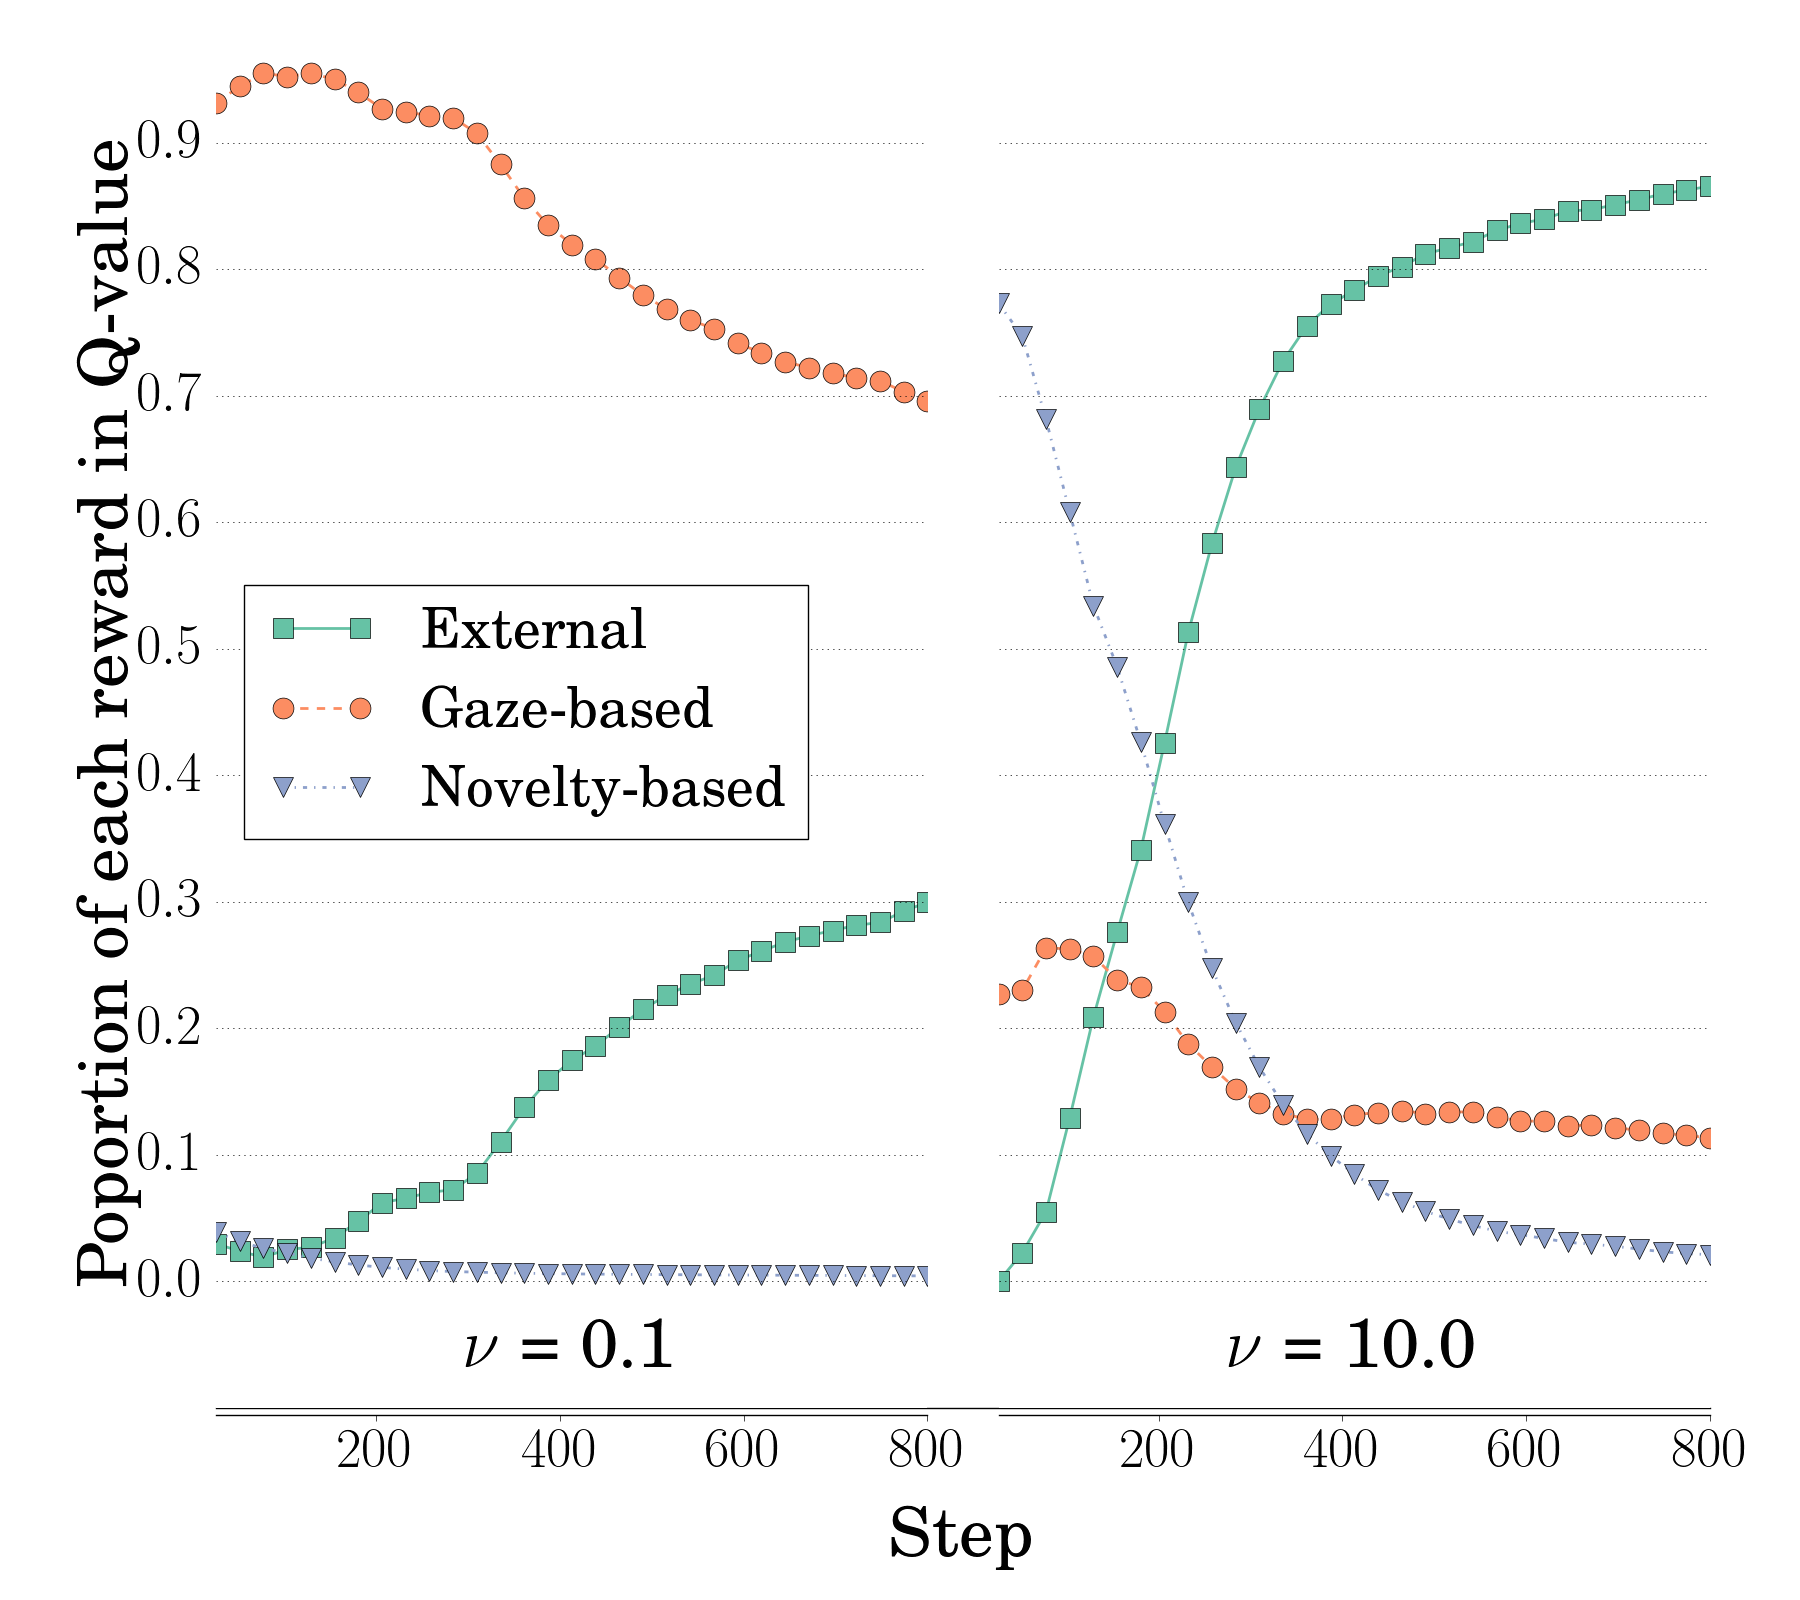 Poportion of each reward in Q-value
0.9
0.8
0.7
0.6
0.5
0.4
0.3
0.2
0.1
0.0
External
Gaze-based
Novelty-based
ν = 0.1
ν = 10.0
200 400 600 800 200 400 600 800
Step